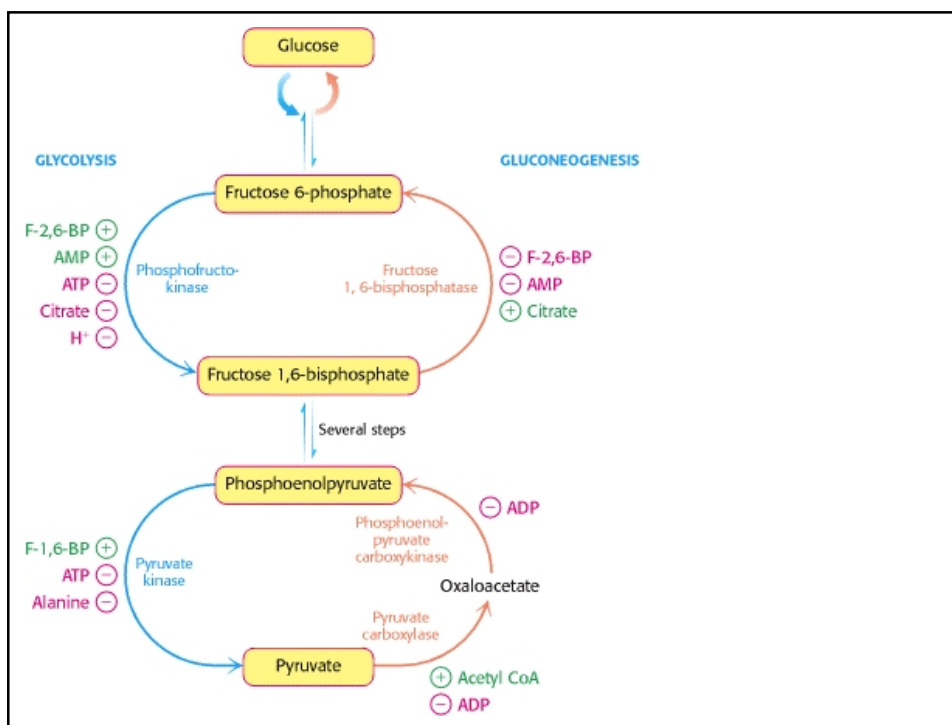 Glucose
GLYCOLYSIS
GLUCONEOGENESIS
Fructose 6-phosphate
F-2,6-BP +
AMP +
ATP −
Citrate −
H⁺ −
Phosphofructo-
kinase
Fructose
1, 6-bisphosphatase
− F-2,6-BP
− AMP
+ Citrate
Fructose 1,6-bisphosphate
Several steps
Phosphoenolpyruvate
F-1,6-BP +
ATP −
Alanine −
Pyruvate
kinase
Phosphoenol-
pyruvate
carboxykinase
− ADP
Oxaloacetate
Pyruvate
carboxylase
Pyruvate
+ Acetyl CoA
− ADP